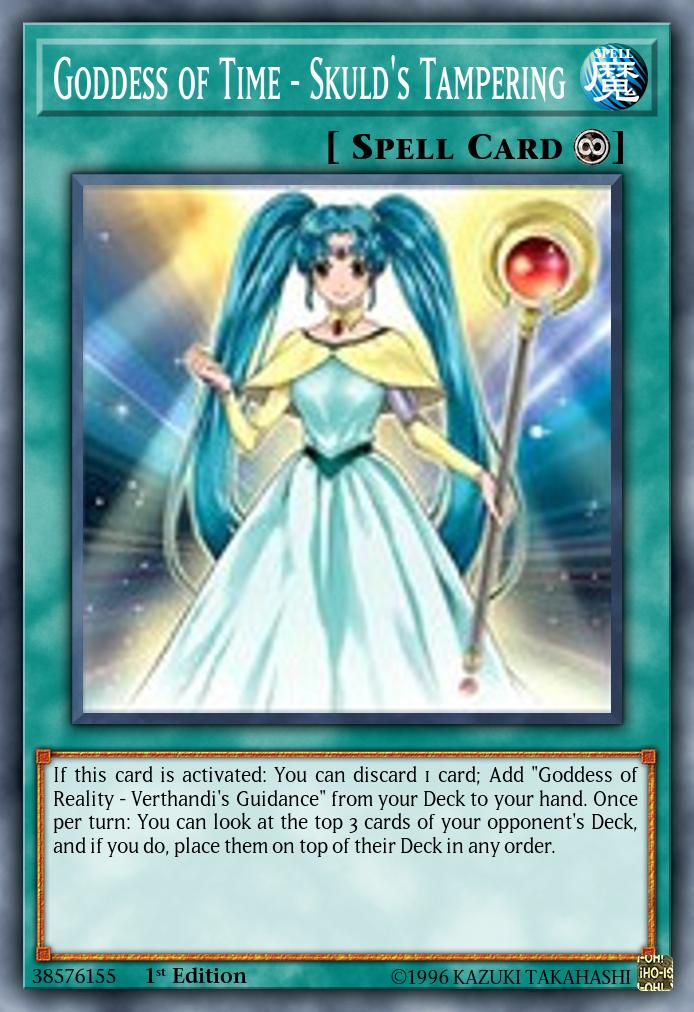 Goddess of Time - Skuld's Tampering
SPELL
魔
[ Spell Card ]
If this card is activated: You can discard 1 card; Add "Goddess of
Reality - Verthandi's Guidance" from your Deck to your hand. Once
per turn: You can look at the top 3 cards of your opponent's Deck,
and if you do, place them on top of their Deck in any order.
38576155 1st Edition ©1996 KAZUKI TAKAHASHI